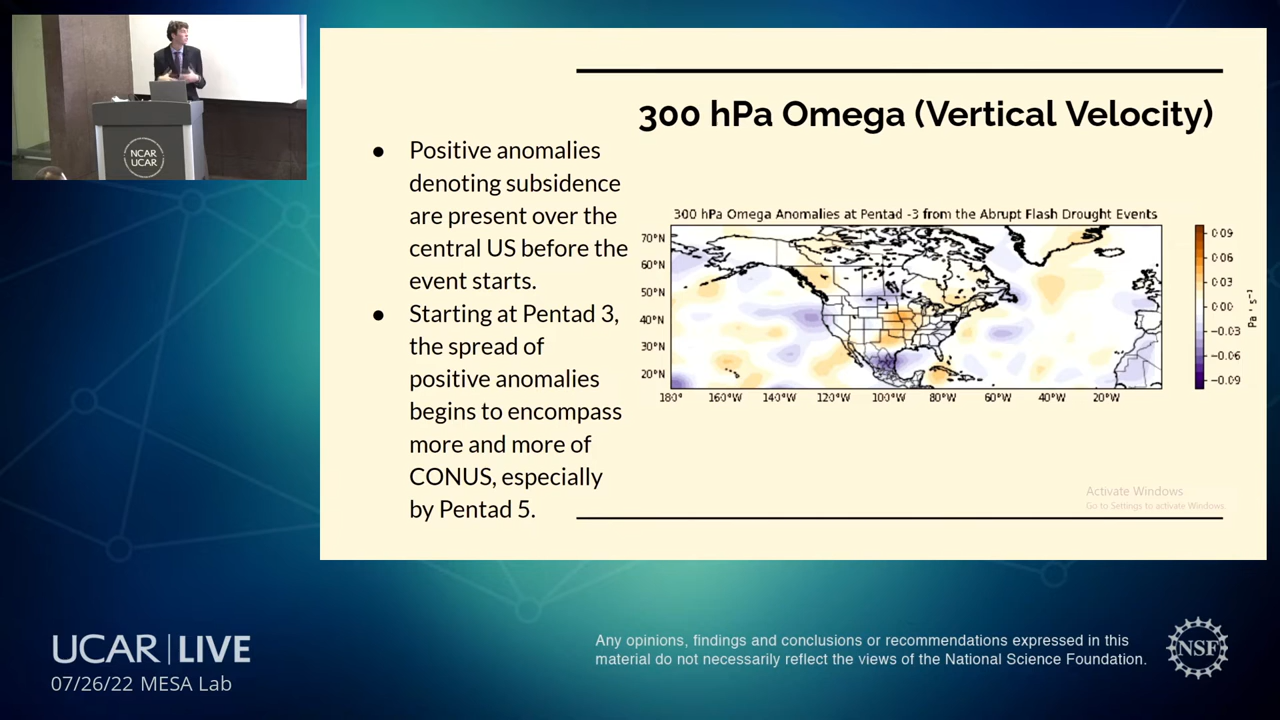 NCAR
UCAR
300 hPa Omega (Vertical Velocity)
● Positive anomalies
denoting subsidence
are present over the
central US before the
event starts.
● Starting at Pentad 3,
the spread of
positive anomalies
begins to encompass
more and more of
CONUS, especially
by Pentad 5.
300 hPa Omega Anomalies at Pentad -3 from the Abrupt Flash Drought Events
70°N
60°N
50°N
40°N
30°N
20°N
180°
160°W
140°W
120°W
100°W
80°W
60°W
40°W
20°W
0.09
0.06
0.03
0.00
−0.03
−0.06
−0.09
Pa · s⁻¹
Activate Windows
Go to Settings to activate Windows.
UCAR | LIVE
07/26/22 MESA Lab
Any opinions, findings and conclusions or recommendations expressed in this
material do not necessarily reflect the views of the National Science Foundation.
NSF